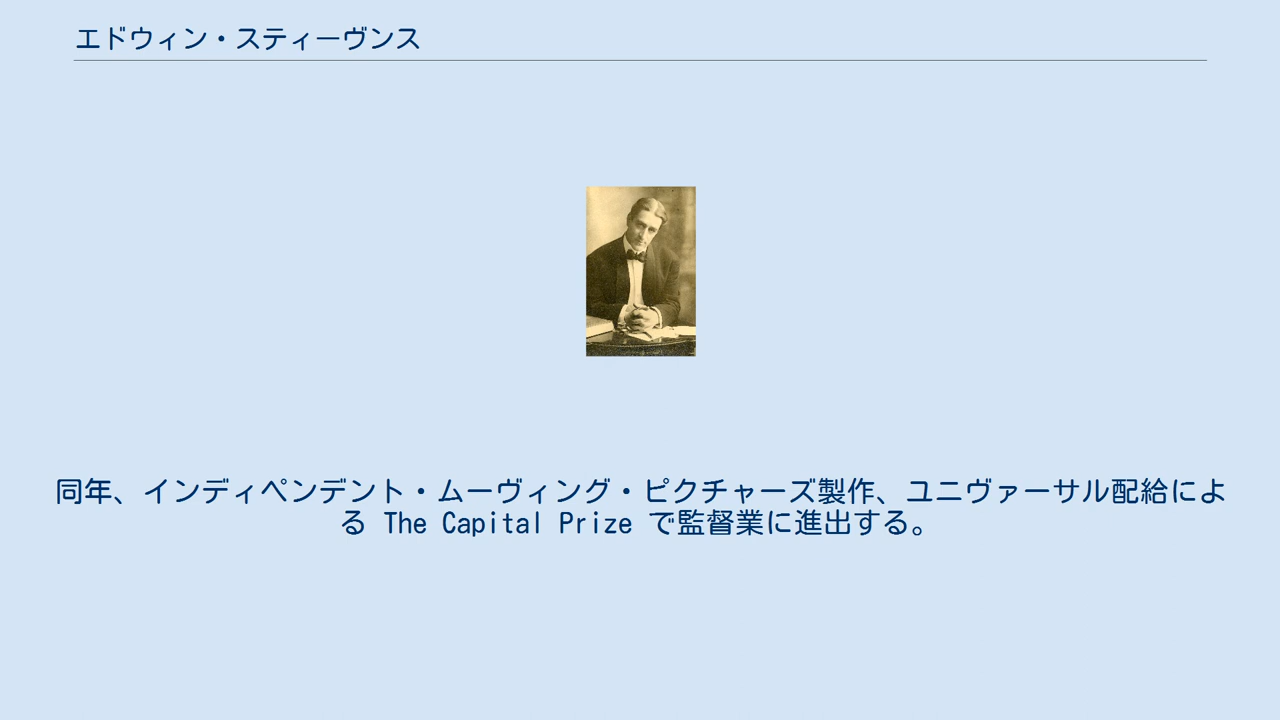 エドウィン・スティーヴンス
同年、インディペンデント・ムーヴィング・ピクチャーズ製作、ユニヴァーサル配給によ
る The Capital Prize で監督業に進出する。